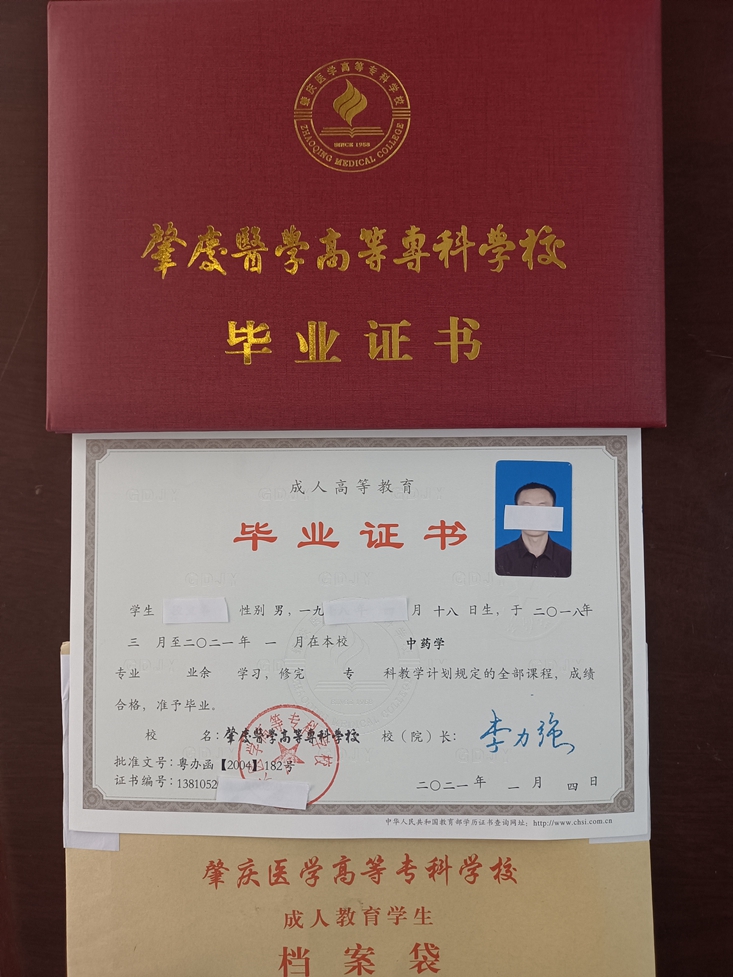 肇庆医学高等专科学校
SINCE 1958
ZHAOQING MEDICAL COLLEGE
肇慶醫學高等專科學校
毕业证书
成人高等教育
毕业证书
学生 性别 男，一九 月 十八 日生，于 二〇一八年
三 月至二〇二一年 一 月在本校 中药学
专业 业余 学习，修完 专 科教学计划规定的全部课程，成绩
合格，准予毕业。
校 名：肇慶醫學高等專科學校 校（院）长：李力强
批准文号：粤办函【2004】182号
证书编号：1381052
二〇二一年 一 月 四 日
中华人民共和国教育部学历证书查询网址：http://www.chsi.com.cn
肇庆医学高等专科学校
成人教育学生
档案袋